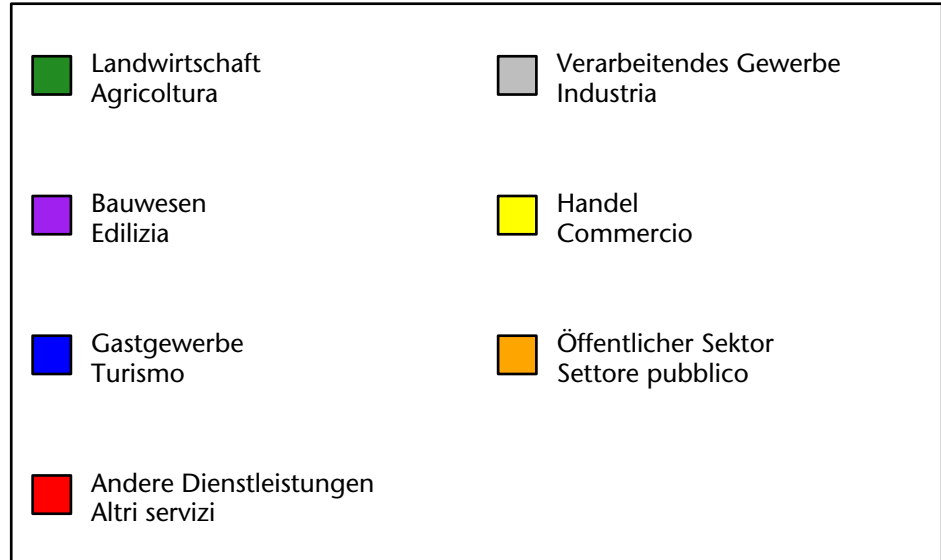 Landwirtschaft
Agricoltura
Verarbeitendes Gewerbe
Industria
Bauwesen
Edilizia
Handel
Commercio
Gastgewerbe
Turismo
Öffentlicher Sektor
Settore pubblico
Andere Dienstleistungen
Altri servizi